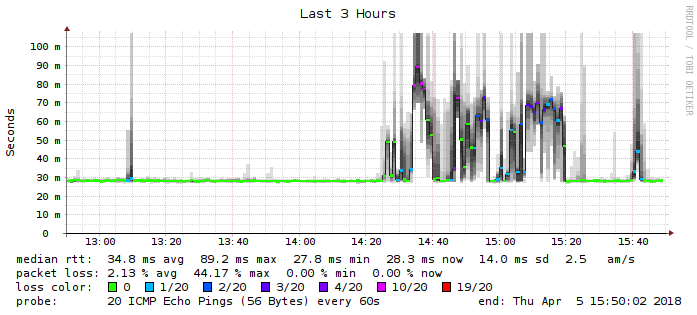 Last 3 Hours
RRDTOOL / TOBI OETIKER
Seconds
100 m
90 m
80 m
70 m
60 m
50 m
40 m
30 m
20 m
10 m
0
13:00 13:20 13:40 14:00 14:20 14:40 15:00 15:20 15:40
median rtt: 34.8 ms avg 89.2 ms max 27.8 ms min 28.3 ms now 14.0 ms sd 2.5 am/s
packet loss: 2.13 % avg 44.17 % max 0.00 % min 0.00 % now
loss color: 0 1/20 2/20 3/20 4/20 10/20 19/20
probe: 20 ICMP Echo Pings (56 Bytes) every 60s end: Thu Apr 5 15:50:02 2018